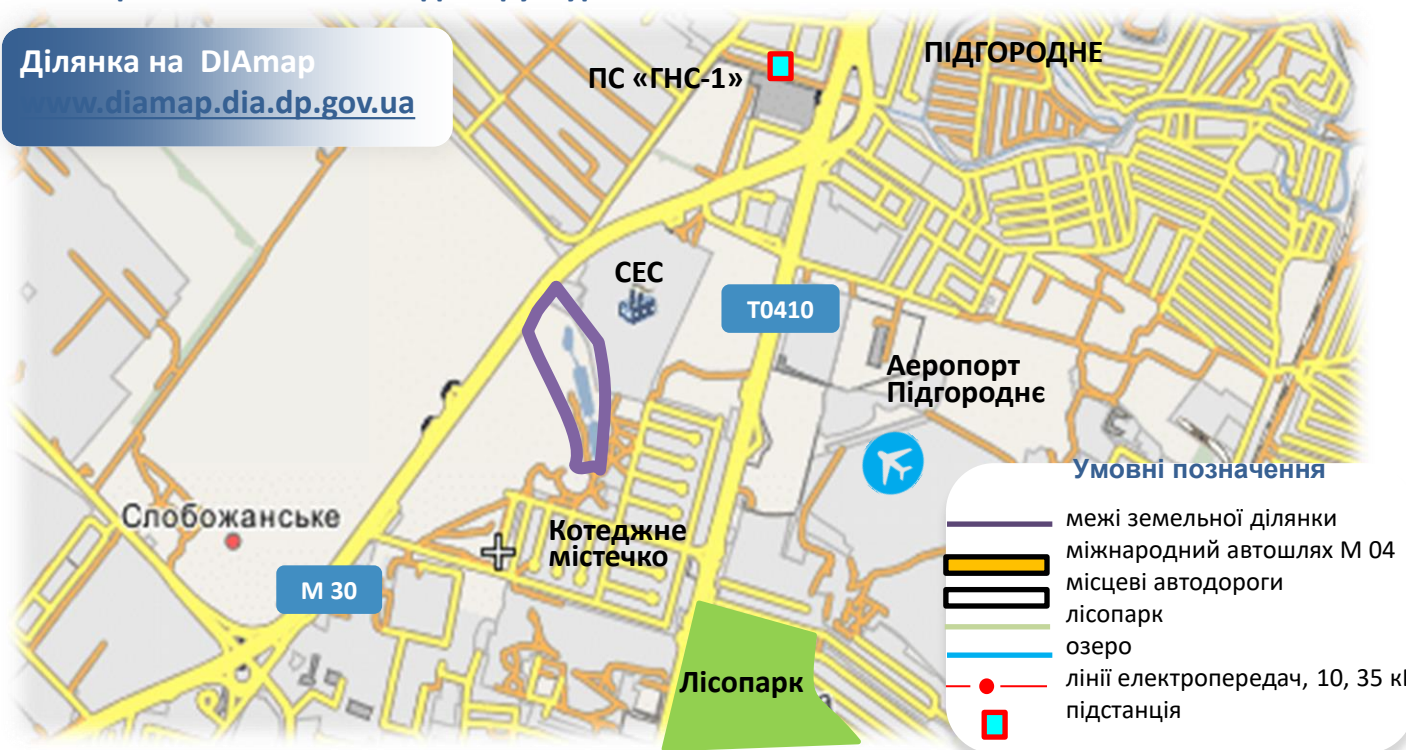 Ділянка на DIAmap
www.diamap.dia.dp.gov.ua
ПС «ГНС-1»
ПІДГОРОДНЕ
СЕС
Т0410
Аеропорт
Підгороднє
Слобожанське
Котеджне
містечко
М 30
Лісопарк
Умовні позначення
межі земельної ділянки
міжнародний автошлях М 04
місцеві автодороги
лісопарк
озеро
лінії електропередач, 10, 35
підстанція